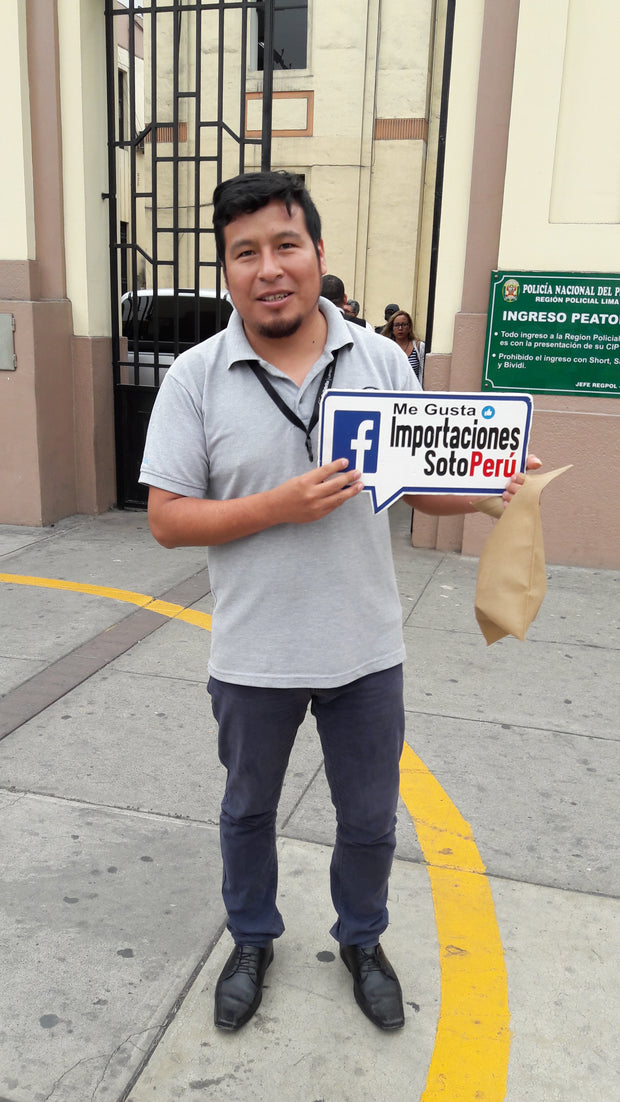 Me Gusta
Importaciones
SotoPerú
f
POLICÍA NACIONAL DEL P
REGIÓN POLICIAL LIMA
INGRESO PEATO
• Todo ingreso a la Region Policial
es con la presentación de su CIP
• Prohibido el ingreso con Short, S
y Bividi.
JEFE REGPOL